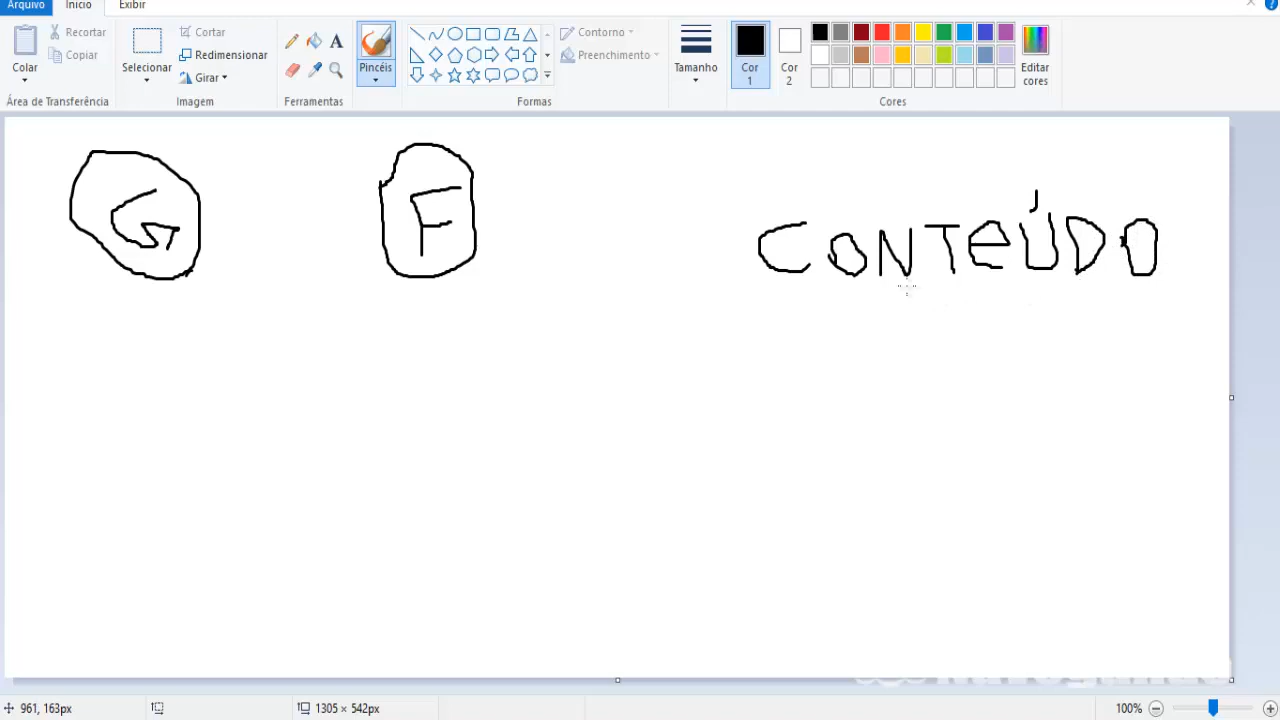 Arquivo Início Exibir
Colar
Recortar
Copiar
Área de Transferência
Selecionar
Cortar
Redimensionar
Girar
Imagem
A
Ferramentas
Pincéis
Contorno
Preenchimento
Formas
Tamanho
Cor 1
Cor 2
Editar cores
Cores
G F CONTEÚDO
961, 163px
1305 × 542px
100%